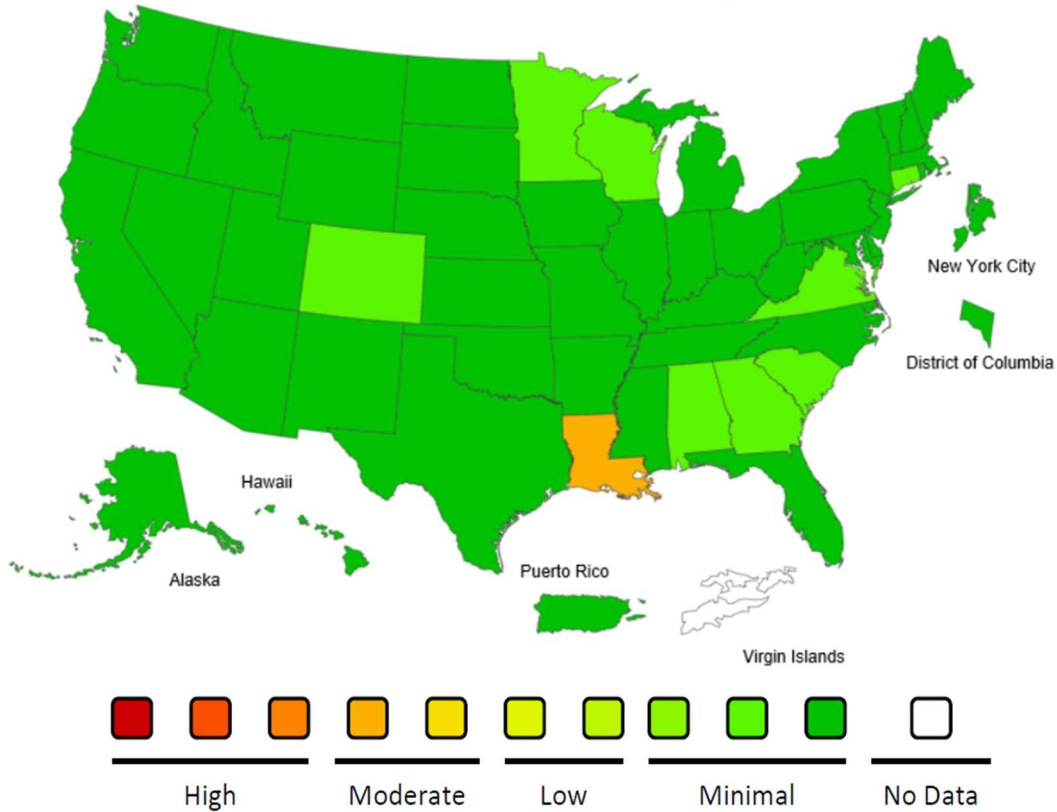 New York City
District of Columbia
Hawaii
Alaska
Puerto Rico
Virgin Islands
High
Moderate
Low
Minimal
No Data